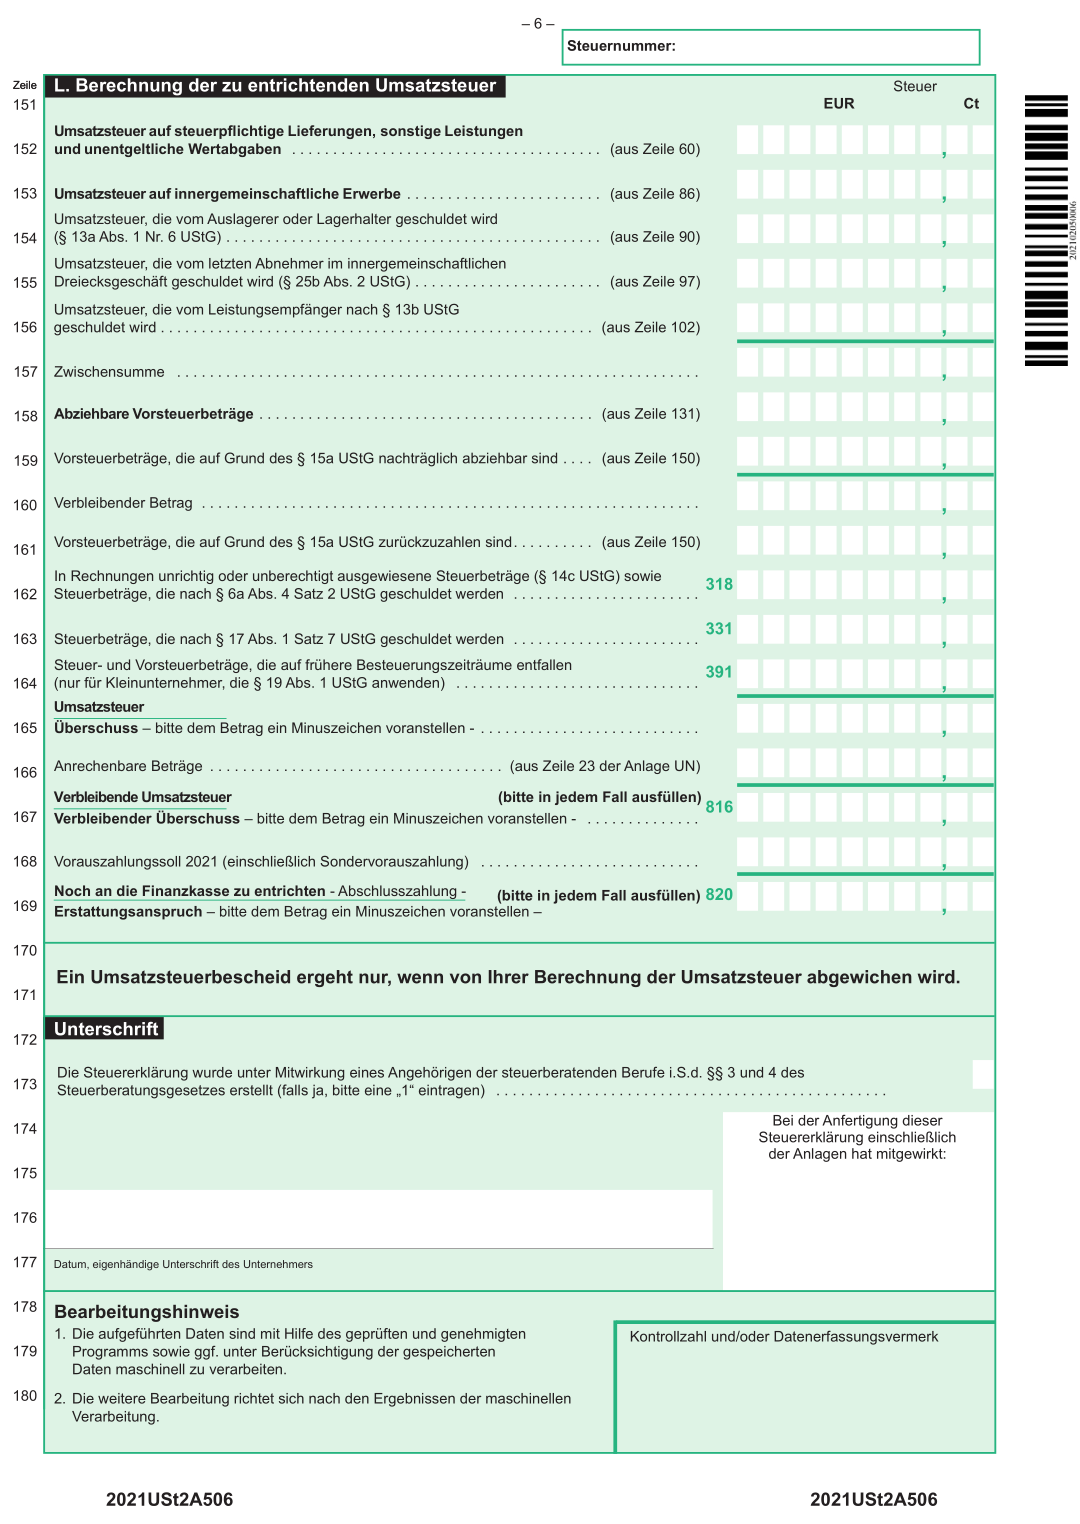 – 6 –
Steuernummer:
Zeile
L. Berechnung der zu entrichtenden Umsatzsteuer
Steuer
151
EUR
Ct
Umsatzsteuer auf steuerpflichtige Lieferungen, sonstige Leistungen
152 und unentgeltliche Wertabgaben (aus Zeile 60) ,
153 Umsatzsteuer auf innergemeinschaftliche Erwerbe (aus Zeile 86) ,
Umsatzsteuer, die vom Auslagerer oder Lagerhalter geschuldet wird
154 (§ 13a Abs. 1 Nr. 6 UStG) (aus Zeile 90) ,
Umsatzsteuer, die vom letzten Abnehmer im innergemeinschaftlichen
155 Dreiecksgeschäft geschuldet wird (§ 25b Abs. 2 UStG) (aus Zeile 97) ,
Umsatzsteuer, die vom Leistungsempfänger nach § 13b UStG
156 geschuldet wird (aus Zeile 102) ,
157 Zwischensumme ,
158 Abziehbare Vorsteuerbeträge (aus Zeile 131) ,
159 Vorsteuerbeträge, die auf Grund des § 15a UStG nachträglich abziehbar sind (aus Zeile 150) ,
160 Verbleibender Betrag ,
161 Vorsteuerbeträge, die auf Grund des § 15a UStG zurückzuzahlen sind (aus Zeile 150) ,
In Rechnungen unrichtig oder unberechtigt ausgewiesene Steuerbeträge (§ 14c UStG) sowie
162 Steuerbeträge, die nach § 6a Abs. 4 Satz 2 UStG geschuldet werden 318 ,
163 Steuerbeträge, die nach § 17 Abs. 1 Satz 7 UStG geschuldet werden 331 ,
Steuer- und Vorsteuerbeträge, die auf frühere Besteuerungszeiträume entfallen
164 (nur für Kleinunternehmer, die § 19 Abs. 1 UStG anwenden) 391 ,
Umsatzsteuer
165 Überschuss – bitte dem Betrag ein Minuszeichen voranstellen - ,
166 Anrechenbare Beträge (aus Zeile 23 der Anlage UN) ,
Verbleibende Umsatzsteuer (bitte in jedem Fall ausfüllen)
167 Verbleibender Überschuss – bitte dem Betrag ein Minuszeichen voranstellen - 816 ,
168 Vorauszahlungssoll 2021 (einschließlich Sondervorauszahlung) ,
Noch an die Finanzkasse zu entrichten - Abschlusszahlung - (bitte in jedem Fall ausfüllen) 820
169 Erstattungsanspruch – bitte dem Betrag ein Minuszeichen voranstellen – ,
170
Ein Umsatzsteuerbescheid ergeht nur, wenn von Ihrer Berechnung der Umsatzsteuer abgewichen wird.
171
Unterschrift
172
Die Steuererklärung wurde unter Mitwirkung eines Angehörigen der steuerberatenden Berufe i.S.d. §§ 3 und 4 des
173 Steuerberatungsgesetzes erstellt (falls ja, bitte eine „1“ eintragen)
174
Bei der Anfertigung dieser
Steuererklärung einschließlich
der Anlagen hat mitgewirkt:
175
176
177 Datum, eigenhändige Unterschrift des Unternehmers
178 Bearbeitungshinweis
1. Die aufgeführten Daten sind mit Hilfe des geprüften und genehmigten
179 Programms sowie ggf. unter Berücksichtigung der gespeicherten
Daten maschinell zu verarbeiten.
180 2. Die weitere Bearbeitung richtet sich nach den Ergebnissen der maschinellen
Verarbeitung.
Kontrollzahl und/oder Datenerfassungsvermerk
202102050006
2021USt2A506
2021USt2A506